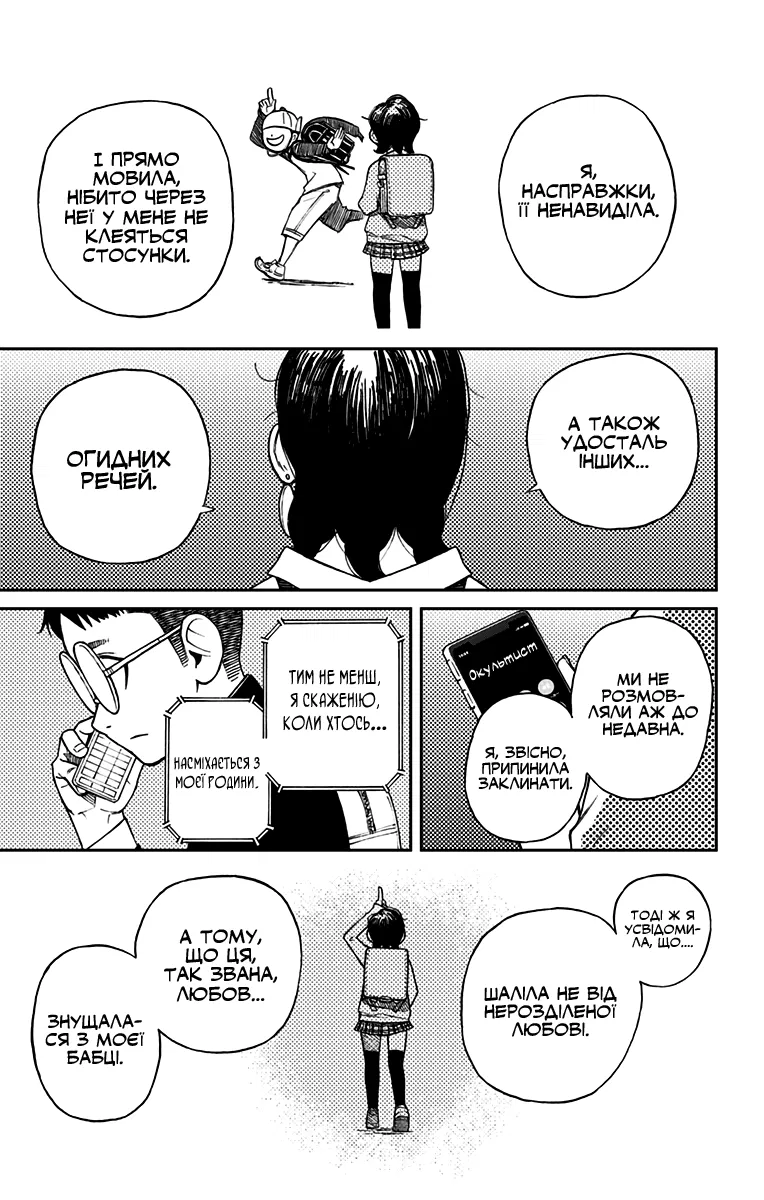 Я,
НАСПРАВЖКИ,
ЇЇ НЕНАВИДІЛА.
І ПРЯМО
МОВИЛА,
НІБИТО ЧЕРЕЗ
НЕЇ У МЕНЕ НЕ
КЛЕЯТЬСЯ
СТОСУНКИ.
А ТАКОЖ
УДОСТАЛЬ
ІНШИХ...
ОГИДНИХ
РЕЧЕЙ.
Окультист
МИ НЕ
РОЗМОВ-
ЛЯЛИ АЖ ДО
НЕДАВНА.
Я, ЗВІСНО,
ПРИПИНИЛА
ЗАКЛИНАТИ.
ТИМ НЕ МЕНШ,
Я СКАЖЕНІЮ,
КОЛИ ХТОСЬ...
НАСМІХАЄТЬСЯ З
МОЄЇ РОДИНИ.
ТОДІ Ж Я
УСВІДОМИ-
ЛА, ЩО....
ШАЛІЛА НЕ ВІД
НЕРОЗДІЛЕНОЇ
ЛЮБОВІ.
А ТОМУ,
ЩО ЦЯ,
ТАК ЗВАНА,
ЛЮБОВ...
ЗНУЩАЛА-
СЯ З МОЄЇ
БАБЦІ.